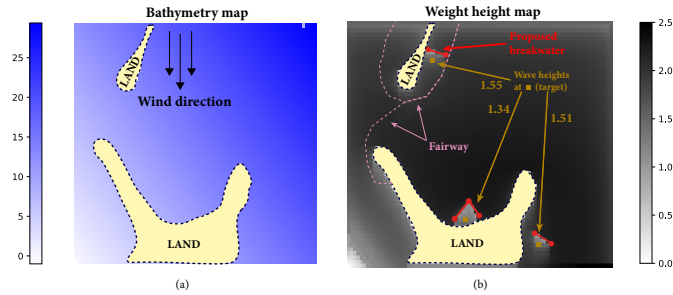 Bathymetry map
25
20
15
10
5
0
LAND
Wind direction
LAND
(a)
Weight height map
Proposed
breakwater
LAND
Wave heights
at ■ (target)
1.55
1.34
1.51
Fairway
LAND
(b)
2.5
2.0
1.5
1.0
0.5
0.0